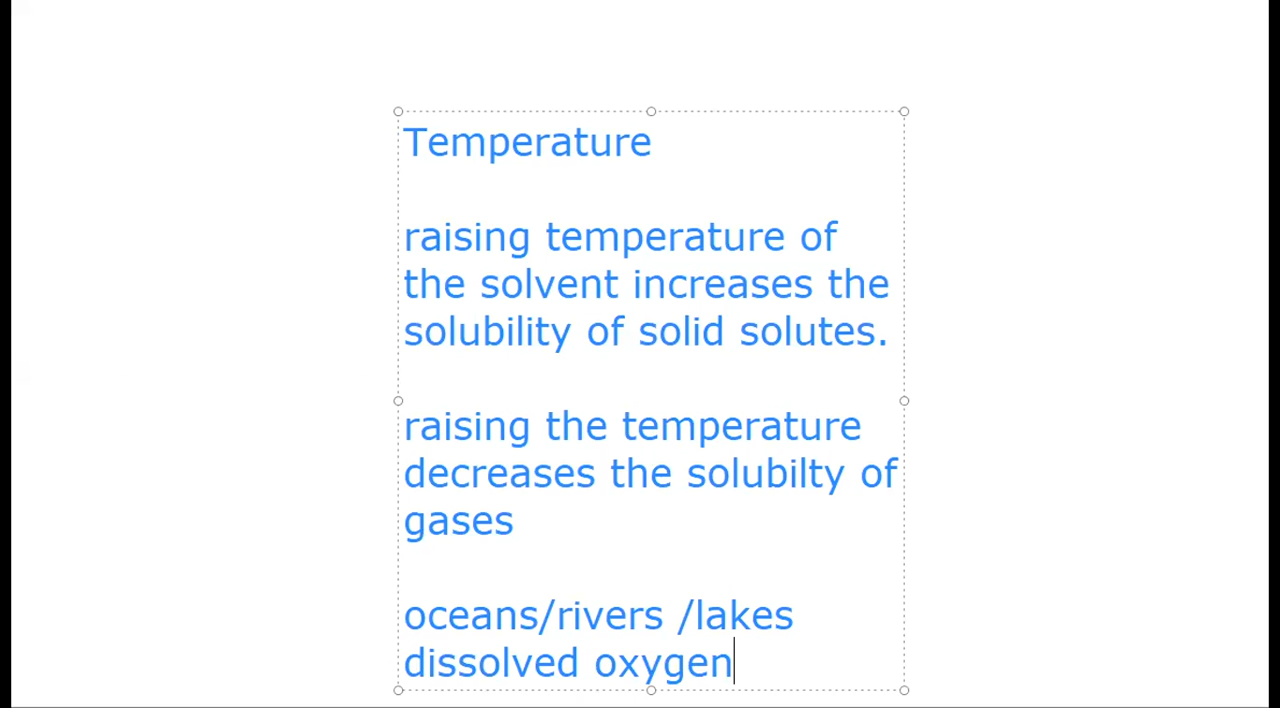 Temperature
raising temperature of
the solvent increases the
solubility of solid solutes.
raising the temperature
decreases the solubilty of
gases
oceans/rivers /lakes
dissolved oxygen